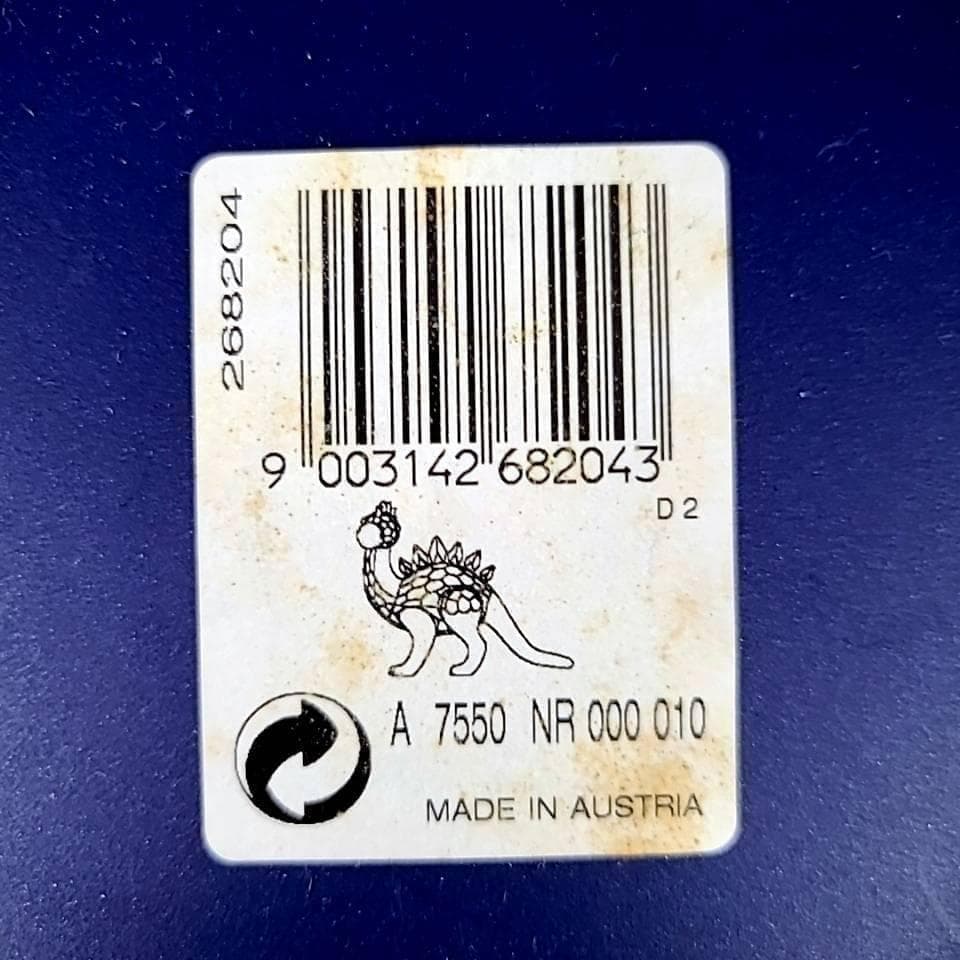 268204
9 003142 682043
D 2
A 7550 NR 000 010
MADE IN AUSTRIA